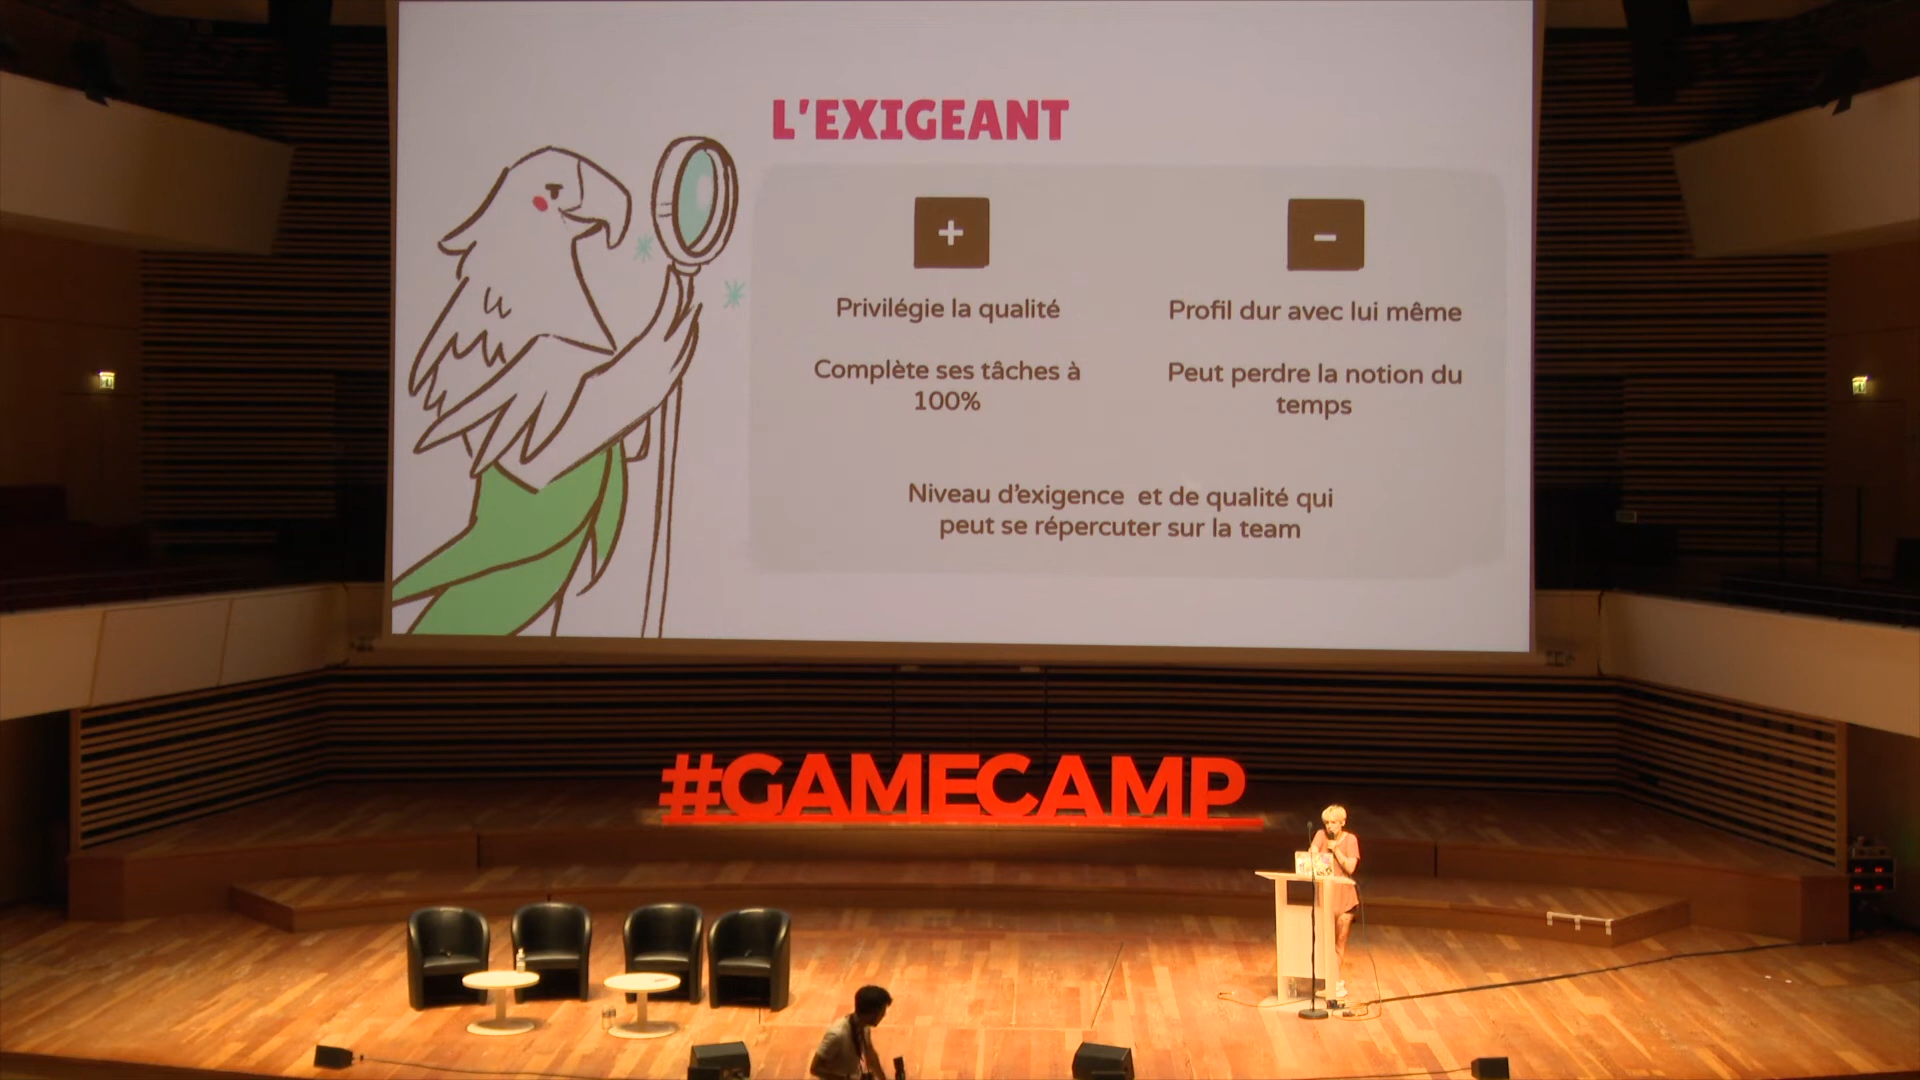 L'EXIGEANT
+
-
Privilégie la qualité
Profil dur avec lui même
Complète ses tâches à
100%
Peut perdre la notion du
temps
Niveau d'exigence et de qualité qui
peut se répercuter sur la team
#GAMECAMP